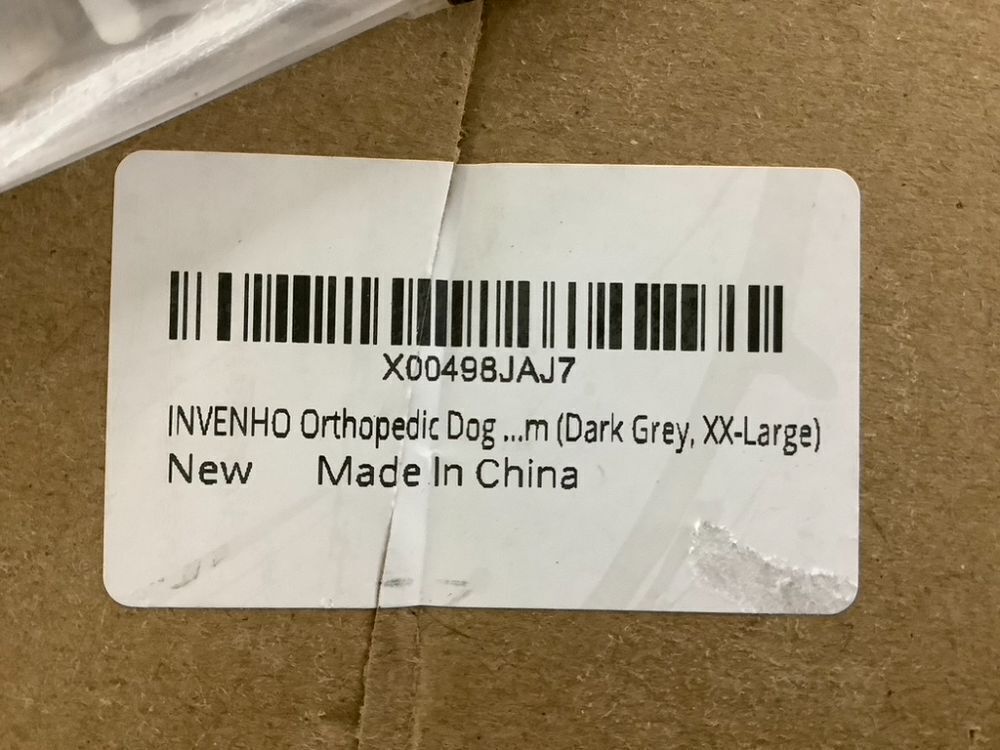 X00498JAJ7
INVENHO Orthopedic Dog ...m (Dark Grey, XX-Large)
New Made In China